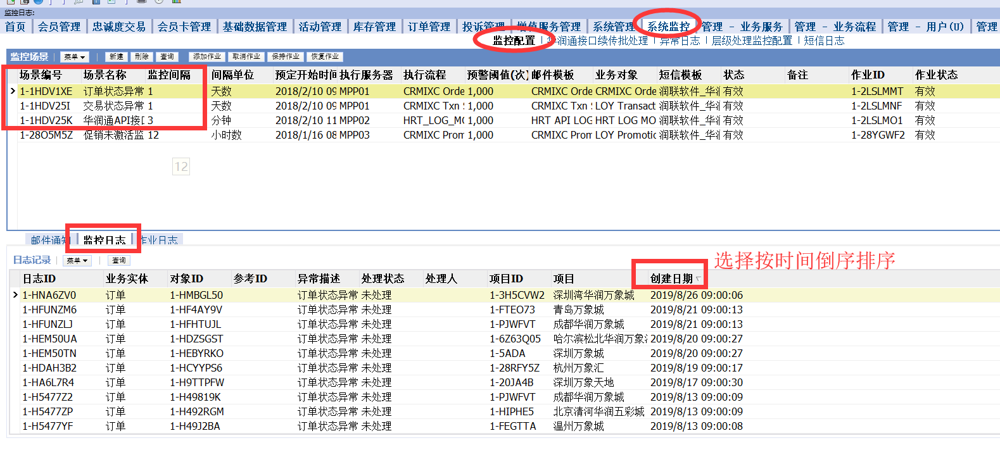 监控日志:
首页 会员管理 忠诚度交易 会员卡管理 基础数据管理 活动管理 库存管理 订单管理 投诉管理 增值服务管理 系统管理 系统监控 管理 - 业务服务 管理 - 业务流程 管理 - 用户(U) 管理
监控配置 华润通接口续传批处理 异常日志 层级处理监控配置 短信日志
监控场景 菜单 新建 删除 查询 添加作业 取消作业 保持作业 恢复作业
场景编号 场景名称 监控间隔 间隔单位 预定开始时间 执行服务器 执行流程 预警阈值(次) 邮件模板 业务对象 短信模板 状态 备注 作业ID 作业状态
1-1HDV1XE 订单状态异常 1 天数 2018/2/10 09 MPP01 CRMIXC Orde 1,000 CRMIXC Orde CRMIXC Orde 润联软件_华润 有效 1-2LSLMMT 有效
1-1HDV25I 交易状态异常 1 天数 2018/2/10 09 MPP01 CRMIXC Txn S 1,000 CRMIXC Txn S LOY Transact 润联软件_华润 有效 1-2LSLMNF 有效
1-1HDV25K 华润通API接口 3 分钟 2018/2/10 11 MPP02 HRT_LOG_MO 1,000 HRT API LOG HRT LOG MO 润联软件_华润 有效 1-2LSLMO1 有效
1-28O5M5Z 促销未激活监 12 小时数 2018/1/16 08 MPP03 CRMIXC Prom 1,000 CRMIXC Prom LOY Promotic 润联软件_华润 有效 1-28YGWF2 有效
12
邮件通知 监控日志 作业日志
日志记录 菜单 查询
选择按时间倒序排序
日志ID 业务实体 对象ID 参考ID 异常描述 处理状态 处理人 项目ID 项目 创建日期
1-HNA6ZV0 订单 1-HMBGL50 订单状态异常 未处理 1-3H5CVW2 深圳湾华润万象城 2019/8/26 09:00:06
1-HFUNZM6 订单 1-HF4AY9V 订单状态异常 未处理 1-FTEO73 青岛万象城 2019/8/21 09:00:13
1-HFUNZLJ 订单 1-HFHTUJL 订单状态异常 未处理 1-PJWFVT 成都华润万象城 2019/8/21 09:00:13
1-HEM50UA 订单 1-HDZSGST 订单状态异常 未处理 1-6Z63Q05 哈尔滨松北华润万象 2019/8/20 09:00:27
1-HEM50TN 订单 1-HEBYRKO 订单状态异常 未处理 1-5ADA 深圳万象城 2019/8/20 09:00:27
1-HDAH3B2 订单 1-HCYYPS6 订单状态异常 未处理 1-28RFY5Z 杭州万象汇 2019/8/19 09:00:17
1-HA6L7R4 订单 1-H9TTPFW 订单状态异常 未处理 1-20JA4B 深圳万象天地 2019/8/17 09:00:30
1-H5477Z2 订单 1-H49819K 订单状态异常 未处理 1-PJWFVT 成都华润万象城 2019/8/13 09:00:09
1-H5477ZP 订单 1-H492RGM 订单状态异常 未处理 1-HIPHE5 北京清河华润五彩城 2019/8/13 09:00:09
1-H5477YF 订单 1-H49J2BA 订单状态异常 未处理 1-FEGTTA 温州万象城 2019/8/13 09:00:08